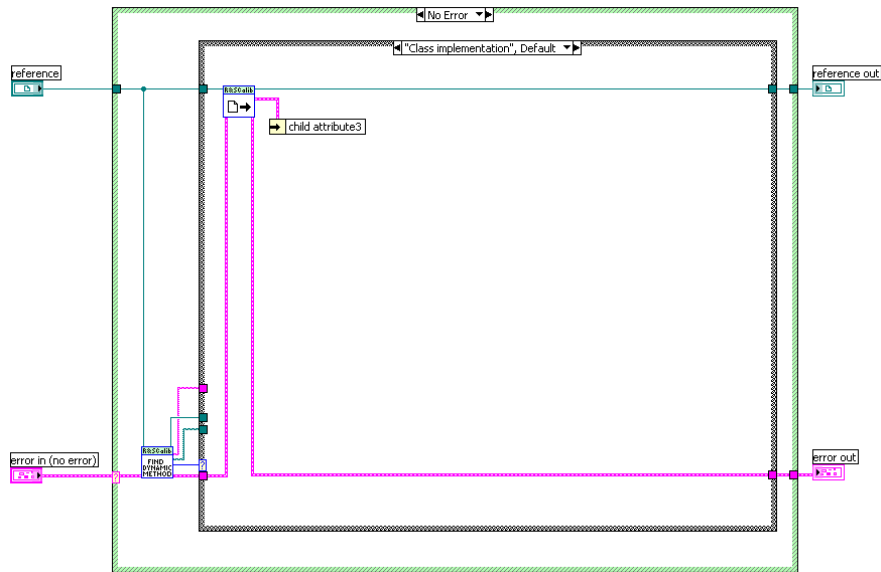 No Error
"Class implementation", Default
reference
reference out
R&SCalib
child attribute3
R&SCalib
FIND
DYNAMIC
METHOD
?
error in (no error)
error out
?